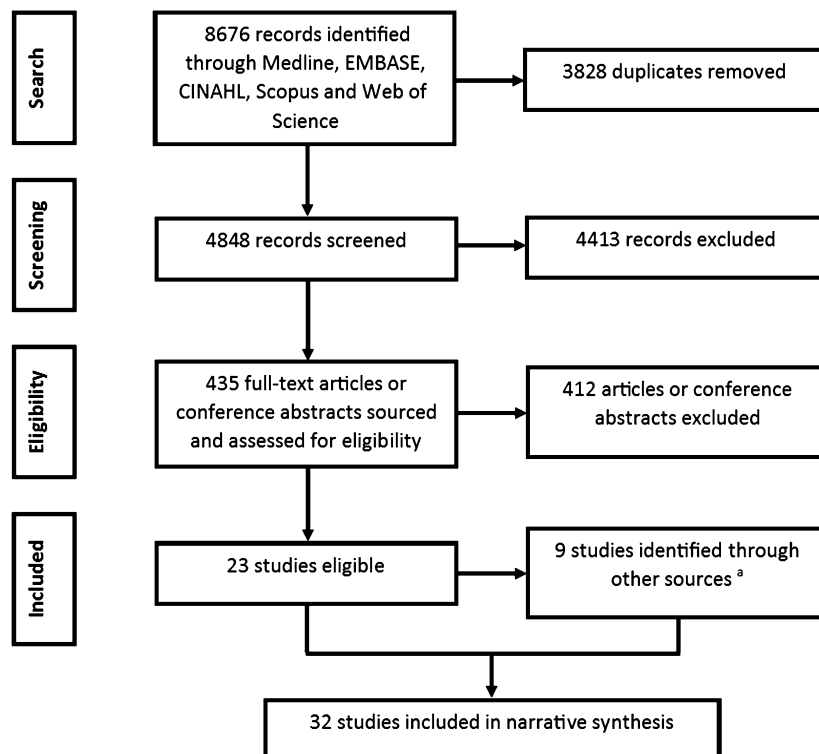 Search
8676 records identified
through Medline, EMBASE,
CINAHL, Scopus and Web of
Science
3828 duplicates removed
Screening
4848 records screened
4413 records excluded
Eligibility
435 full-text articles or
conference abstracts sourced
and assessed for eligibility
412 articles or conference
abstracts excluded
Included
23 studies eligible
9 studies identified through
other sources a
32 studies included in narrative synthesis